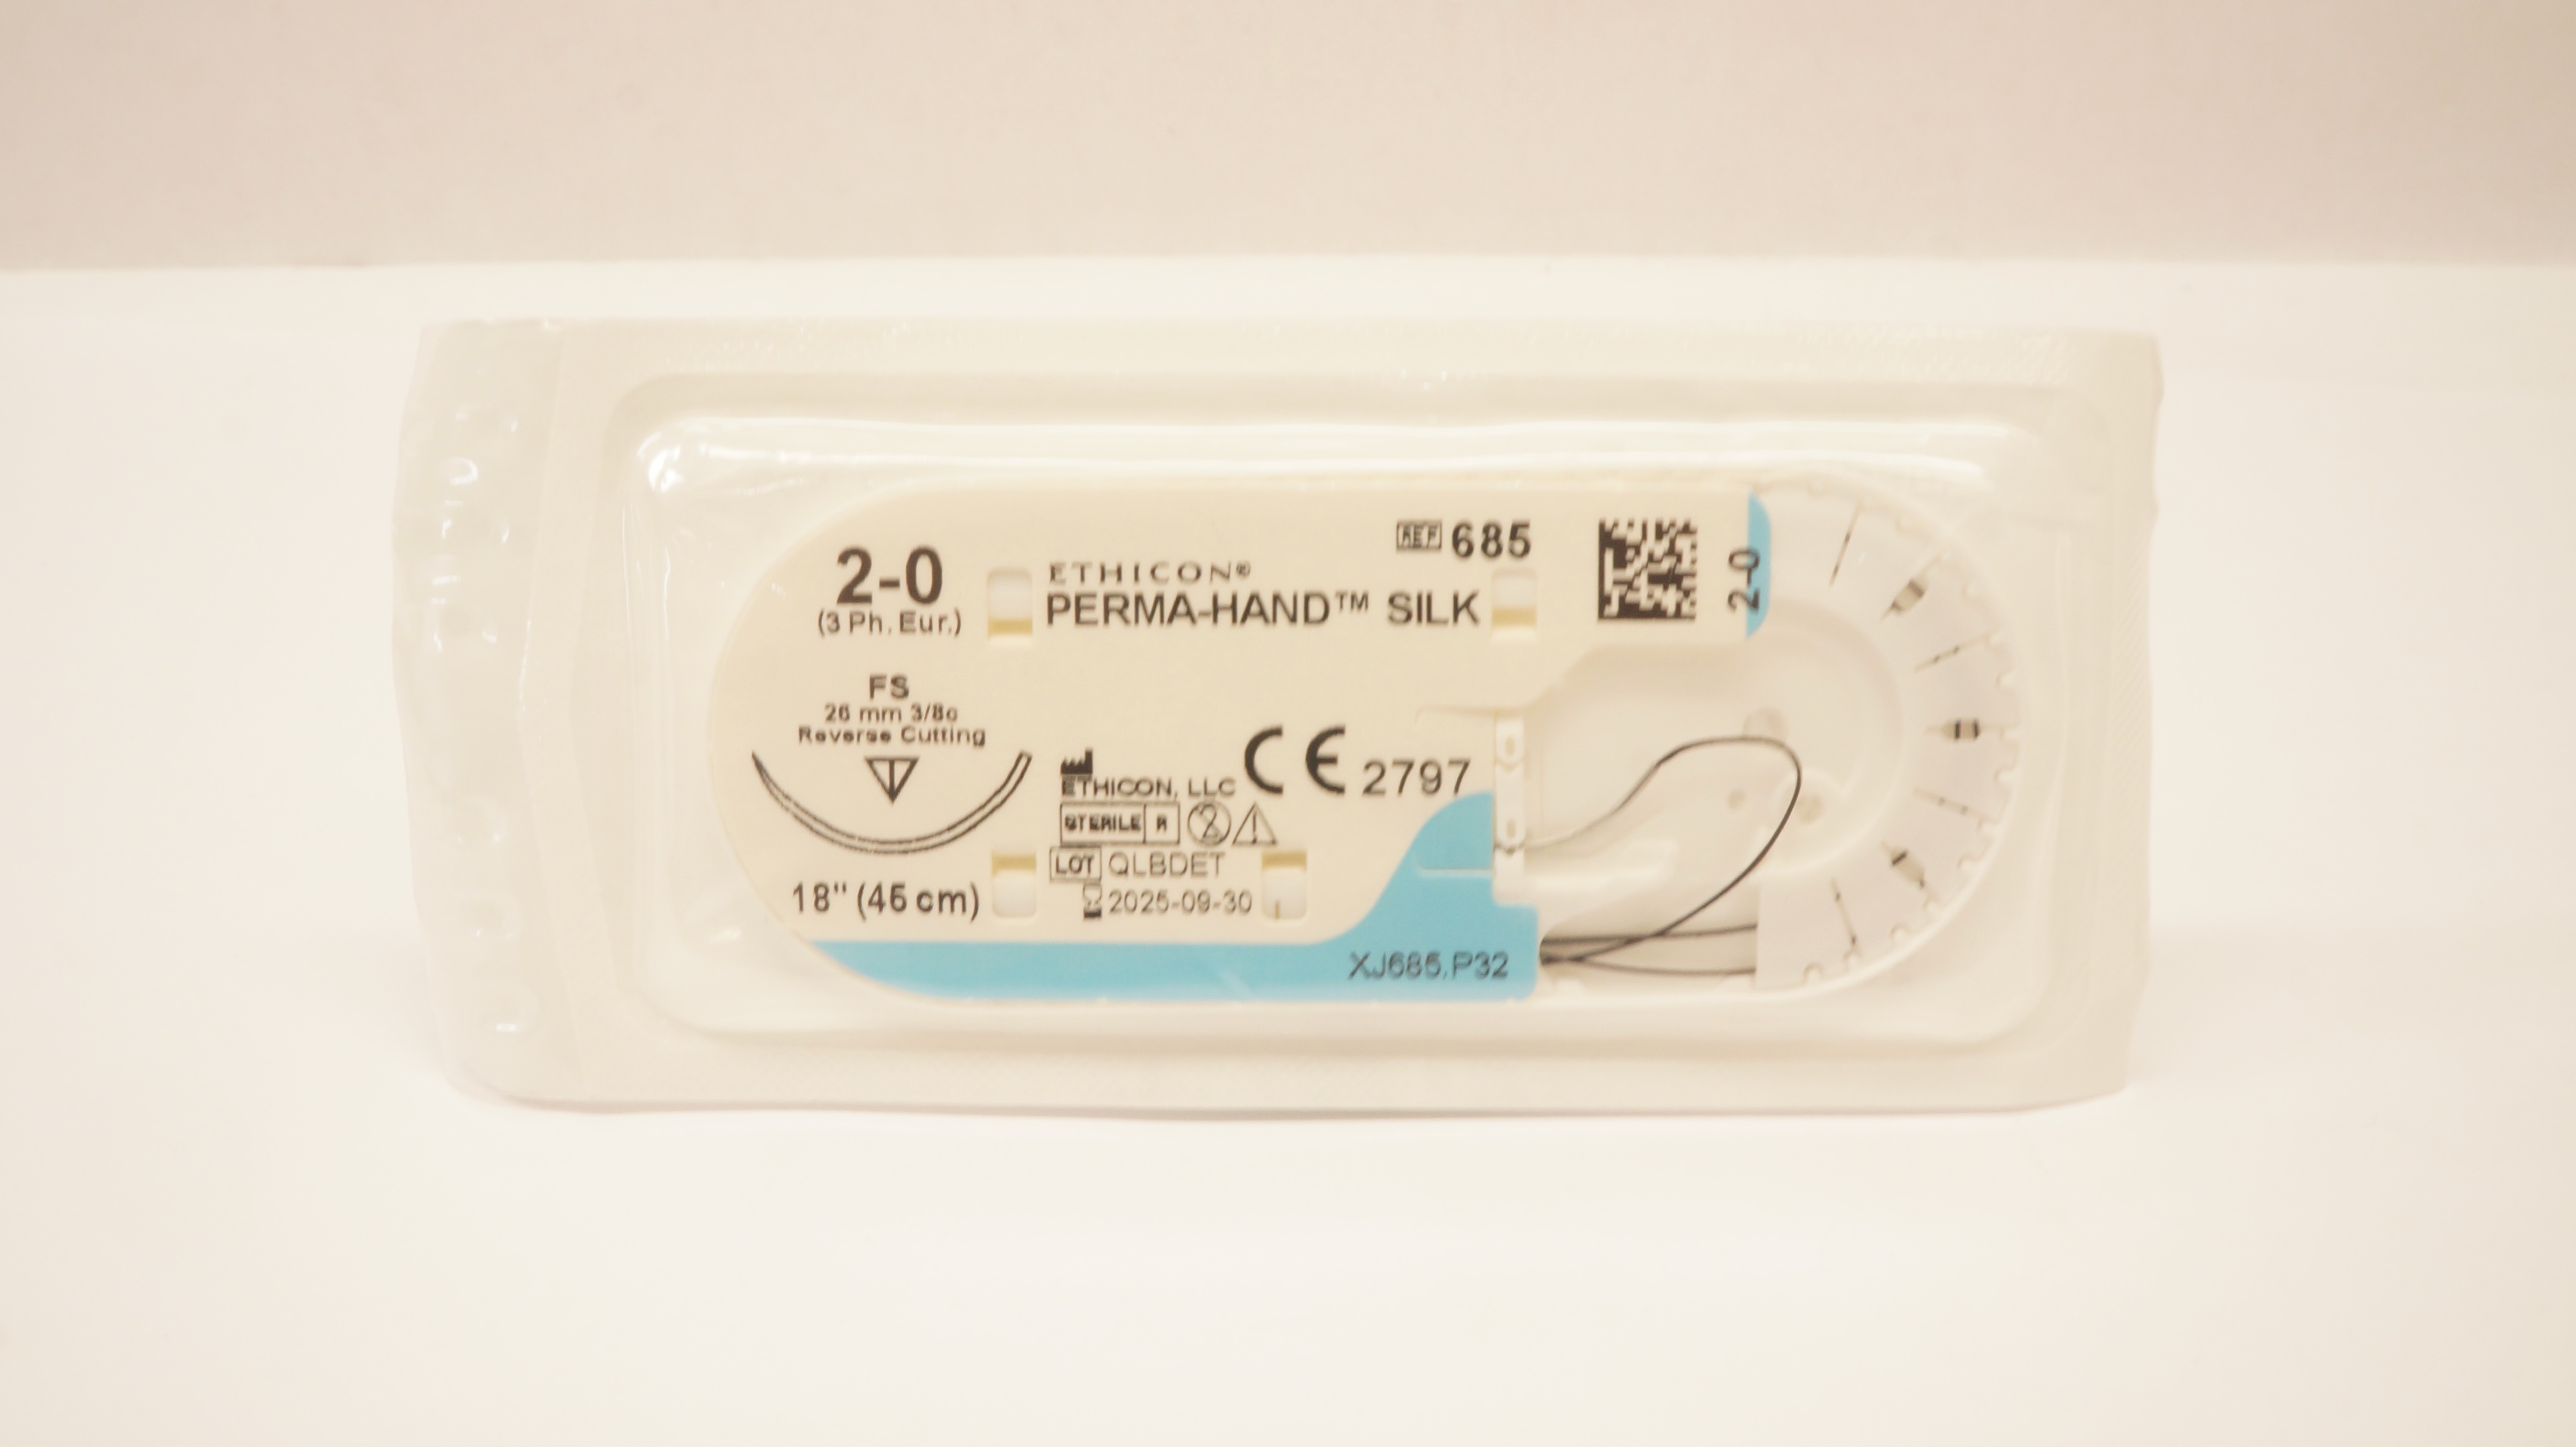 2-0
(3 Ph. Eur.)
FS
26 mm 3/8c
Reverse Cutting
18" (45 cm)
REF 685
ETHICON®
PERMA-HAND™ SILK
2-0
CE 2797
ETHICON, LLC
STERILE R
2
LOT QLBDET
2025-09-30
XJ685.P32